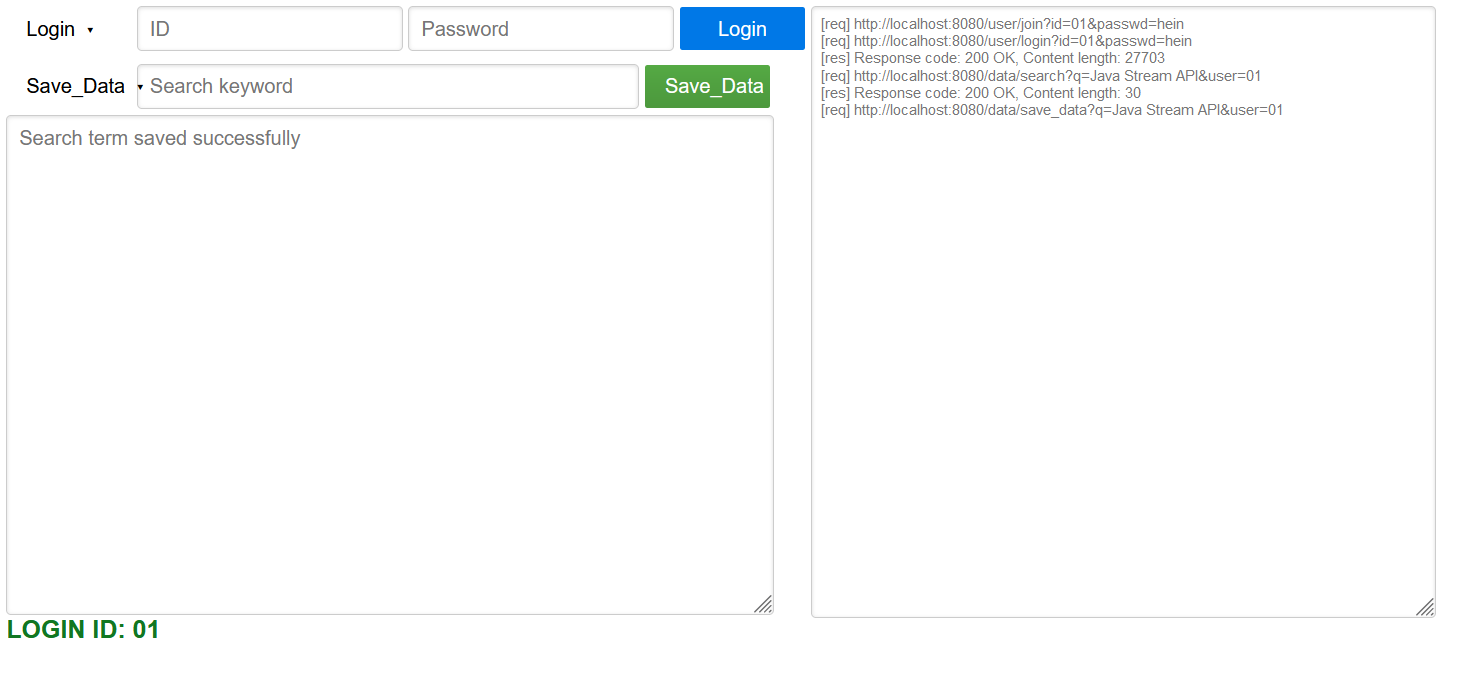 Login ID Password Login
Save_Data Search keyword Save_Data
Search term saved successfully
LOGIN ID: 01
[req] http://localhost:8080/user/join?id=01&passwd=hein
[req] http://localhost:8080/user/login?id=01&passwd=hein
[res] Response code: 200 OK, Content length: 27703
[req] http://localhost:8080/data/search?q=Java Stream API&user=01
[res] Response code: 200 OK, Content length: 30
[req] http://localhost:8080/data/save_data?q=Java Stream API&user=01